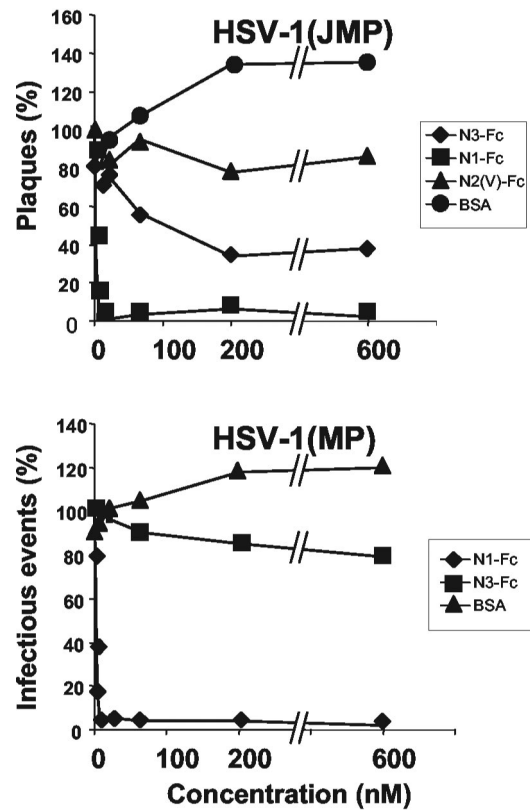 HSV-1(JMP)
Plaques (%)
160
140
120
100
80
60
40
20
0
0 100 200 600
N3-Fc
N1-Fc
N2(V)-Fc
BSA
HSV-1(MP)
Infectious events (%)
140
120
100
80
60
40
20
0
0 100 200 600
Concentration (nM)
N1-Fc
N3-Fc
BSA